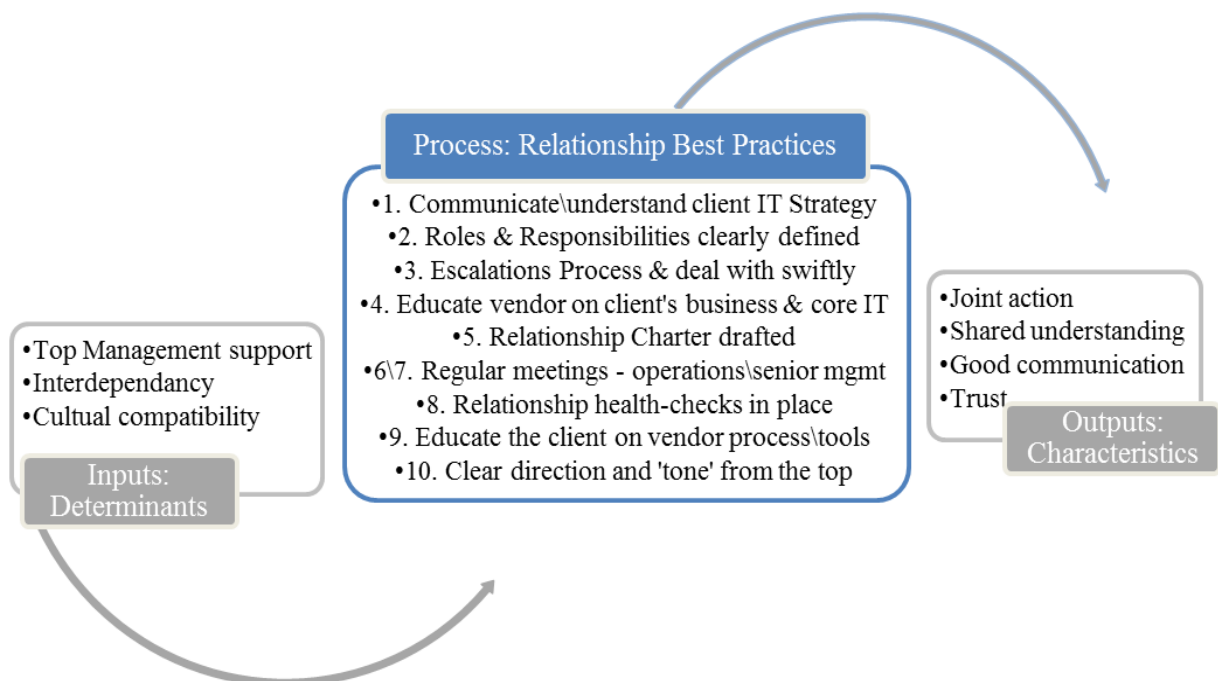 •Top Management support
•Interdependancy
•Cultual compatibility
Inputs:
Determinants
Process: Relationship Best Practices
•1. Communicate\understand client IT Strategy
•2. Roles & Responsibilities clearly defined
•3. Escalations Process & deal with swiftly
•4. Educate vendor on client's business & core IT
•5. Relationship Charter drafted
•6\7. Regular meetings - operations\senior mgmt
•8. Relationship health-checks in place
•9. Educate the client on vendor process\tools
•10. Clear direction and 'tone' from the top
•Joint action
•Shared understanding
•Good communication
•Trust
Outputs:
Characteristics